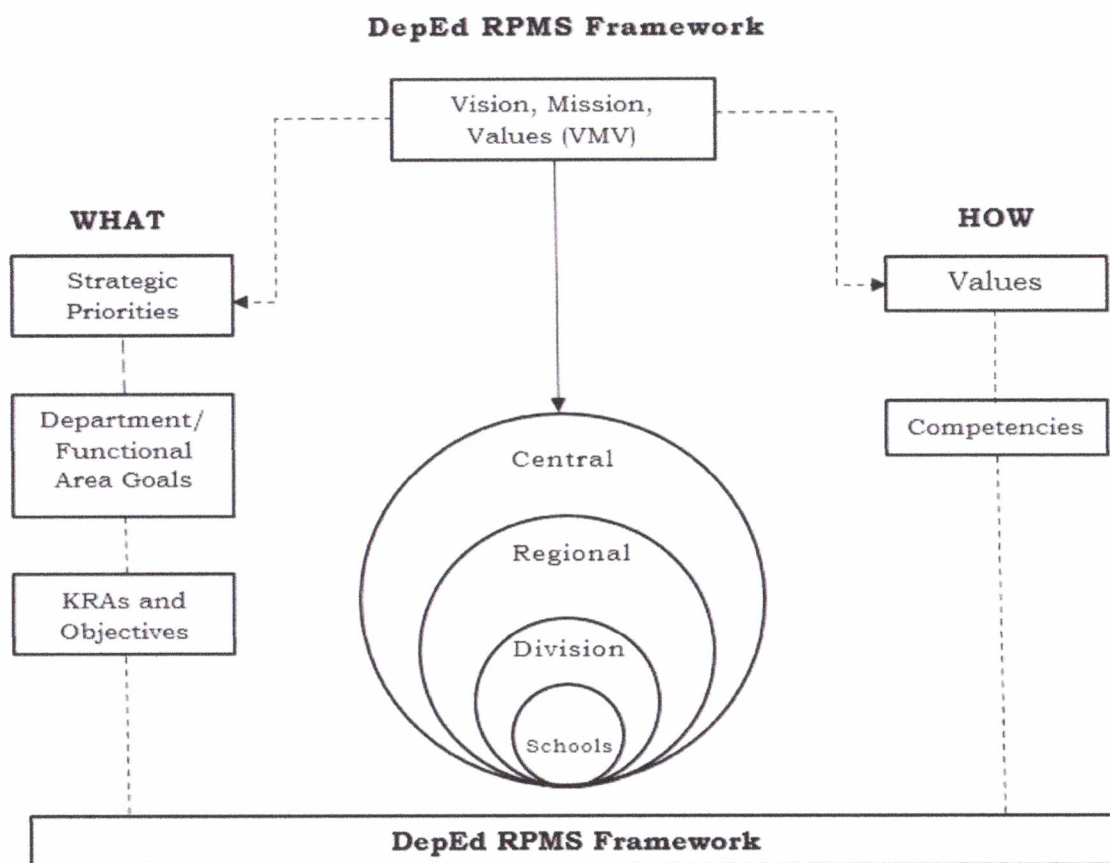 DepEd RPMS Framework
Vision, Mission,
Values (VMV)
WHAT
HOW
Strategic
Priorities
Values
Department/
Functional
Area Goals
Competencies
Central
Regional
KRAs and
Objectives
Division
Schools
DepEd RPMS Framework